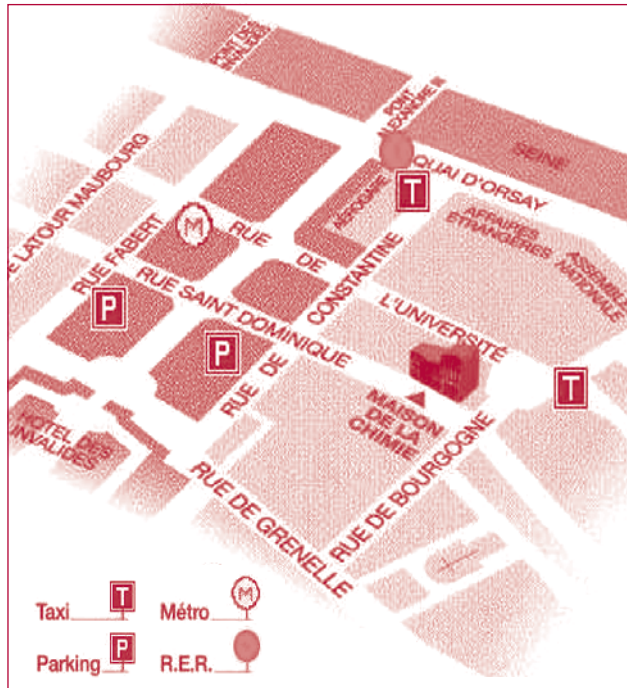 PONT DES
INVALIDES
PONT
ALEXANDRE III
SEINE
QUAI D'ORSAY
T
AÉROGARE
AFFAIRES
ETRANGÈRES
ASSEMBLÉE
NATIONALE
LATOUR MAUBOURG
RUE FABERT
M
RUE DE L'UNIVERSITÉ
RUE SAINT DOMINIQUE
RUE DE CONSTANTINE
P
P
T
MAISON
DE LA
CHIMIE
HÔTEL DES
INVALIDES
RUE DE GRENELLE
RUE DE BOURGOGNE
Taxi T
Métro M
Parking P
R.E.R.